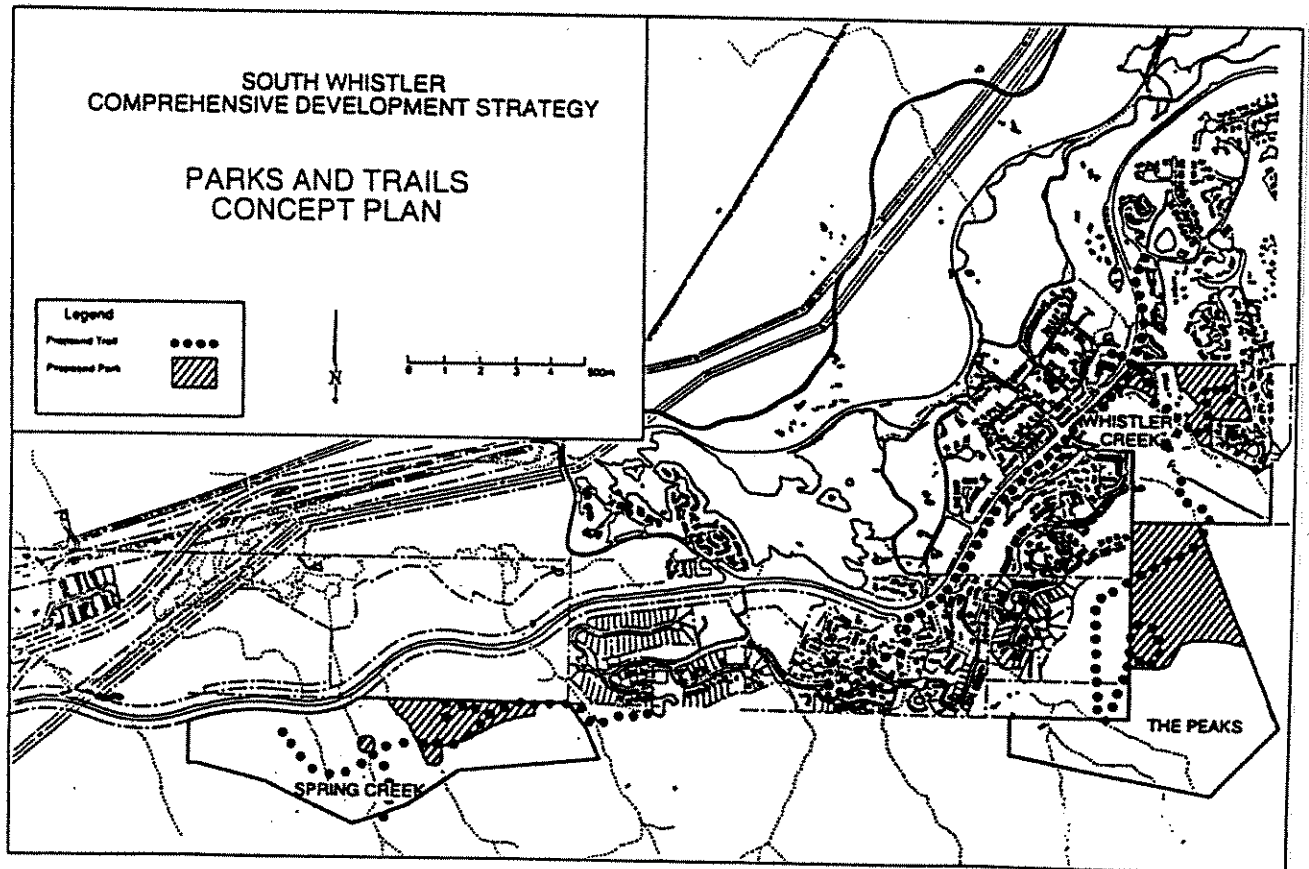 SOUTH WHISTLER
COMPREHENSIVE DEVELOPMENT STRATEGY
PARKS AND TRAILS
CONCEPT PLAN
Legend
Proposed Trail
Proposed Park
N
0 1 2 3 4 500m
WHISTLER
CREEK
THE PEAKS
SPRING CREEK